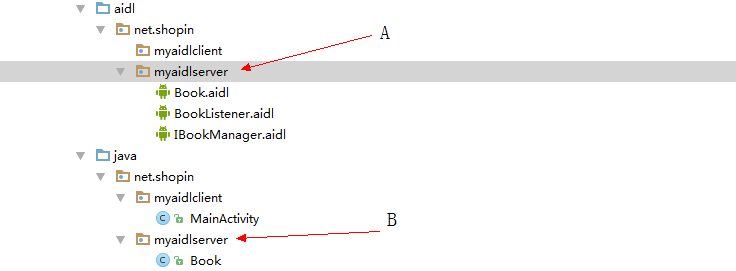 aidl
net.shopin
A
myaidlclient
myaidlserver
Book.aidl
BookListener.aidl
IBookManager.aidl
java
net.shopin
myaidlclient
C MainActivity
B
myaidlserver
C Book